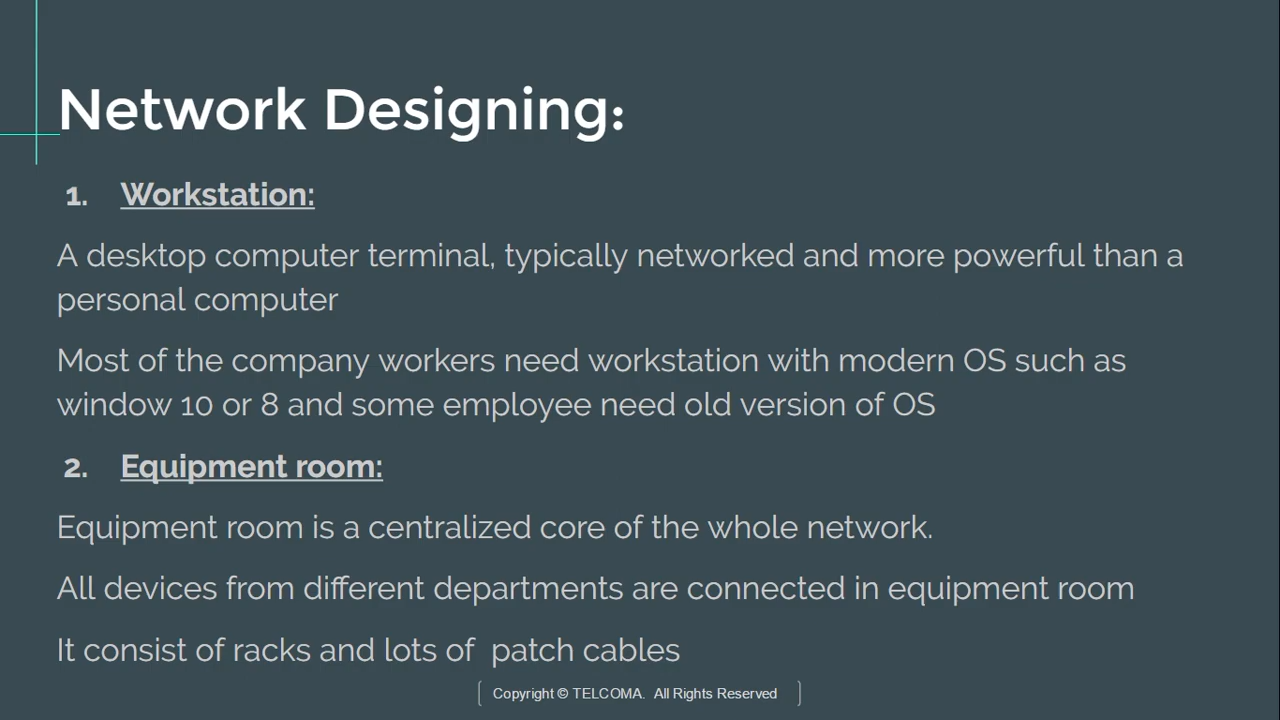 Network Designing:
1. Workstation:
A desktop computer terminal, typically networked and more powerful than a
personal computer
Most of the company workers need workstation with modern OS such as
window 10 or 8 and some employee need old version of OS
2. Equipment room:
Equipment room is a centralized core of the whole network.
All devices from different departments are connected in equipment room
It consist of racks and lots of  patch cables
Copyright © TELCOMA.  All Rights Reserved